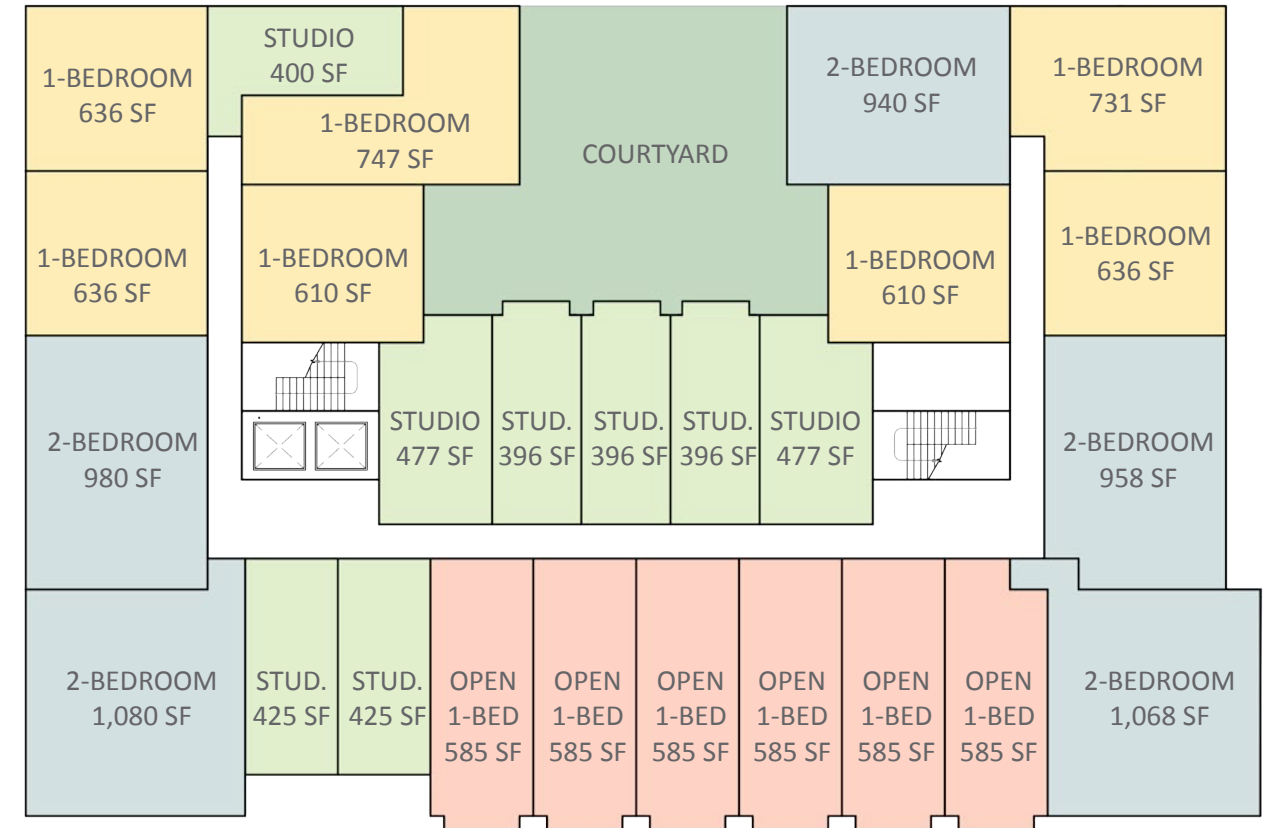 STUDIO
400 SF
1-BEDROOM
636 SF
1-BEDROOM
747 SF
COURTYARD
2-BEDROOM
940 SF
1-BEDROOM
731 SF
1-BEDROOM
636 SF
1-BEDROOM
610 SF
1-BEDROOM
610 SF
1-BEDROOM
636 SF
2-BEDROOM
980 SF
STUDIO
477 SF
STUD.
396 SF
STUD.
396 SF
STUD.
396 SF
STUDIO
477 SF
2-BEDROOM
958 SF
2-BEDROOM
1,080 SF
STUD.
425 SF
STUD.
425 SF
OPEN
1-BED
585 SF
OPEN
1-BED
585 SF
OPEN
1-BED
585 SF
OPEN
1-BED
585 SF
OPEN
1-BED
585 SF
OPEN
1-BED
585 SF
2-BEDROOM
1,068 SF